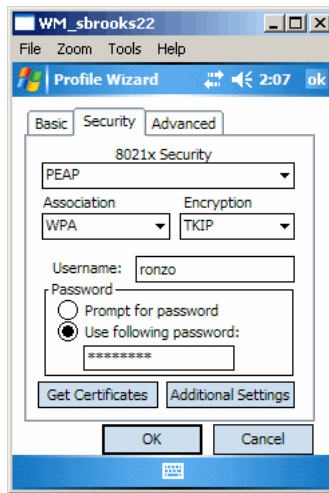 WM_sbrooks22
File Zoom Tools Help
Profile Wizard 2:07 ok
Basic Security Advanced
8021x Security
PEAP
Association Encryption
WPA TKIP
Username: ronzo
Password
Prompt for password
Use following password:
********
Get Certificates Additional Settings
OK Cancel